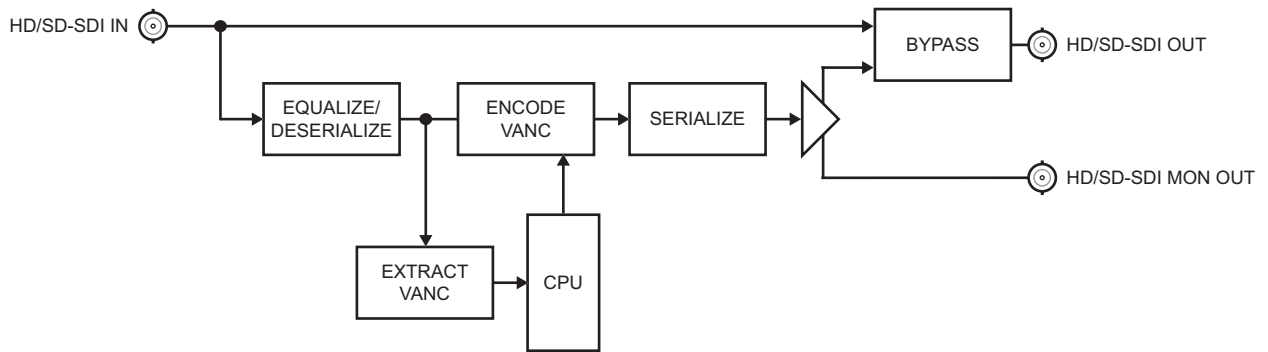 HD/SD-SDI IN
BYPASS
HD/SD-SDI OUT
EQUALIZE/
DESERIALIZE
ENCODE
VANC
SERIALIZE
HD/SD-SDI MON OUT
EXTRACT
VANC
CPU